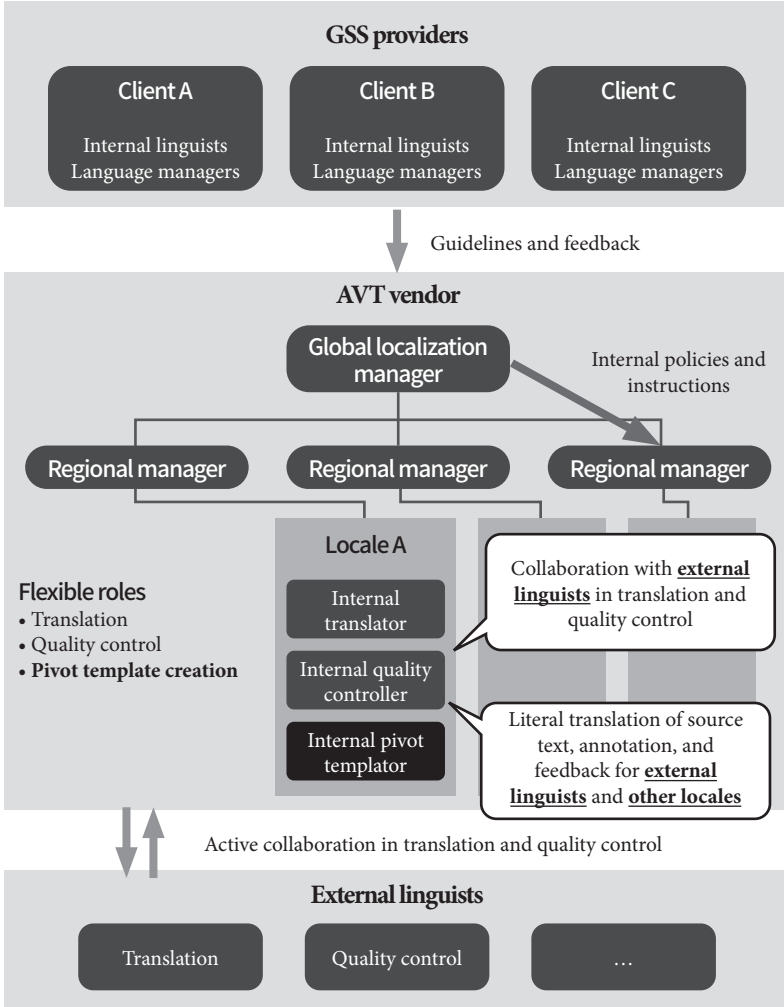 GSS providers
Client A
Internal linguists
Language managers
Client B
Internal linguists
Language managers
Client C
Internal linguists
Language managers
Guidelines and feedback
AVT vendor
Global localization
manager
Internal policies and
instructions
Regional manager
Regional manager
Regional manager
Flexible roles
• Translation
• Quality control
• Pivot template creation
Locale A
Internal
translator
Internal quality
controller
Internal pivot
templator
Collaboration with external
linguists in translation and
quality control
Literal translation of source
text, annotation, and
feedback for external
linguists and other locales
Active collaboration in translation and quality control
External linguists
Translation
Quality control
…